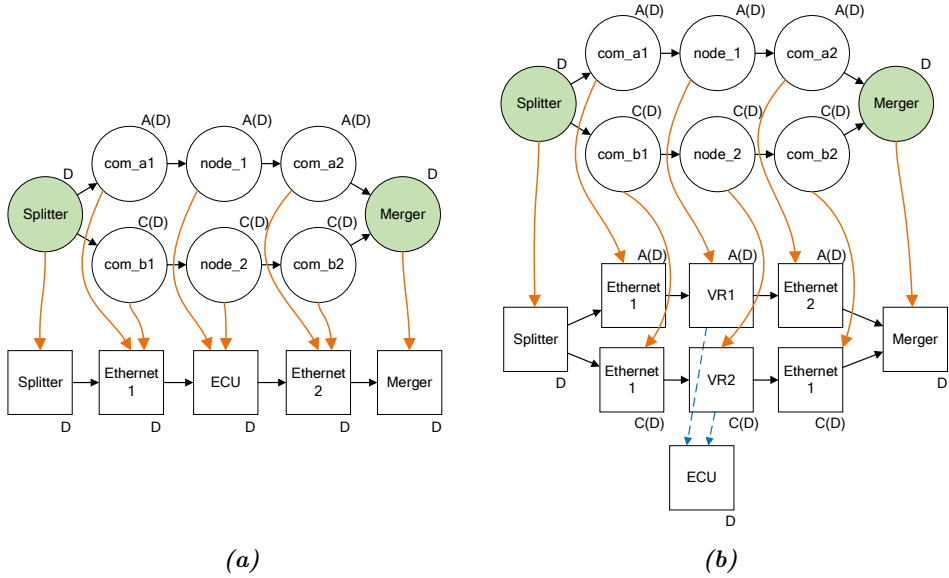 A(D) A(D) A(D)
D
com_a1 node_1 com_a2
Splitter
D
Merger
C(D) C(D) C(D)
com_b1 node_2 com_b2
Splitter Ethernet 1 ECU Ethernet 2 Merger
D D D D D
(a)
A(D) A(D) A(D)
com_a1 node_1 com_a2
D
Splitter
D
Merger
C(D) C(D) C(D)
com_b1 node_2 com_b2
A(D) A(D) A(D)
Ethernet 1 VR1 Ethernet 2
Splitter
D
Merger
D
Ethernet 1 VR2 Ethernet 1
C(D) C(D) C(D)
ECU
D
(b)